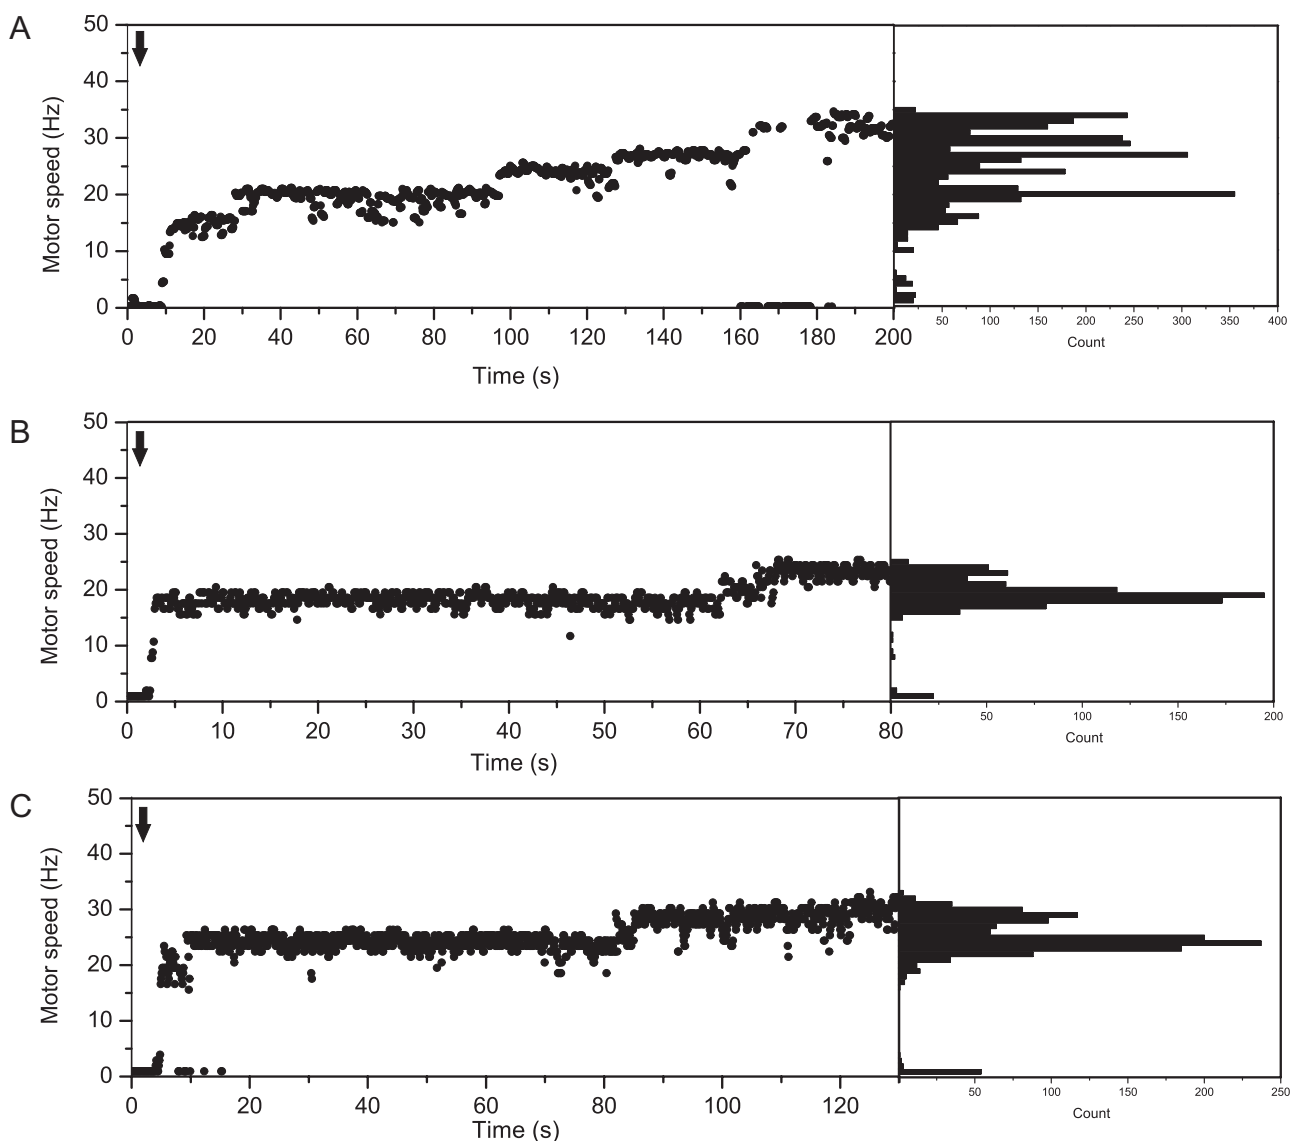 A
Motor speed (Hz)
50
40
30
20
10
0
0 20 40 60 80 100 120 140 160 180 200
Time (s)
50 100 150 200 250 300 350 400
Count
B
Motor speed (Hz)
50
40
30
20
10
0
0 10 20 30 40 50 60 70 80
Time (s)
50 100 150 200
Count
C
Motor speed (Hz)
50
40
30
20
10
0
0 20 40 60 80 100 120
Time (s)
50 100 150 200 250
Count